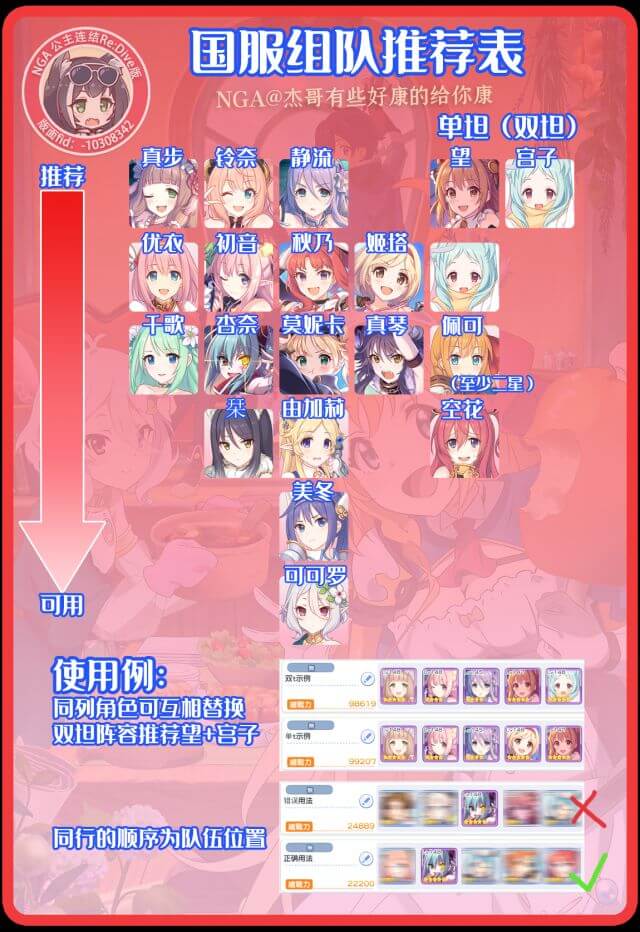 国服组队推荐表
NGA@杰哥有些好康的给你康
NGA 公主连结Re:Dive版
版面fid：-10308342
单坦（双坦）
推荐
真步 铃奈 静流 望 宫子
优衣 初音 秋乃 姬塔
千歌 杏奈 莫妮卡 真琴 佩可
（至少二星）
栞 由加莉 空花
美冬
可可罗
可用
使用例:
同列角色可互相替换
双坦阵容推荐望+宫子
同行的顺序为队伍位置
双t示例
98619
单t示例
99207
错误用法
24889
正确用法
22200